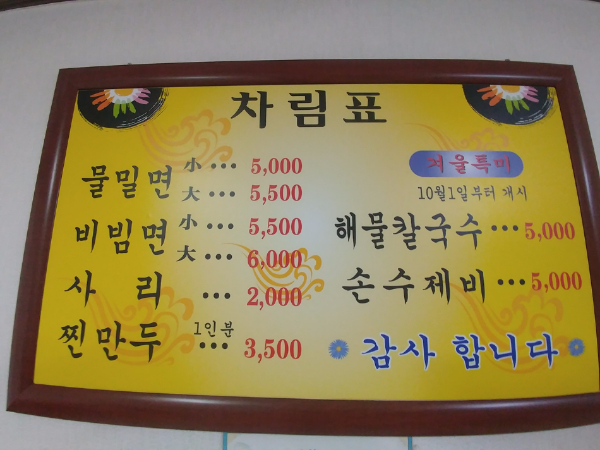 차림표
물밀면 小 ··· 5,000
大 ··· 5,500
비빔면 小 ··· 5,500
大 ··· 6,000
사 리 ··· 2,000
찐만두 1인분 ··· 3,500
겨울특미
10월1일부터 개시
해물칼국수 ··· 5,000
손수제비 ··· 5,000
감사 합니다